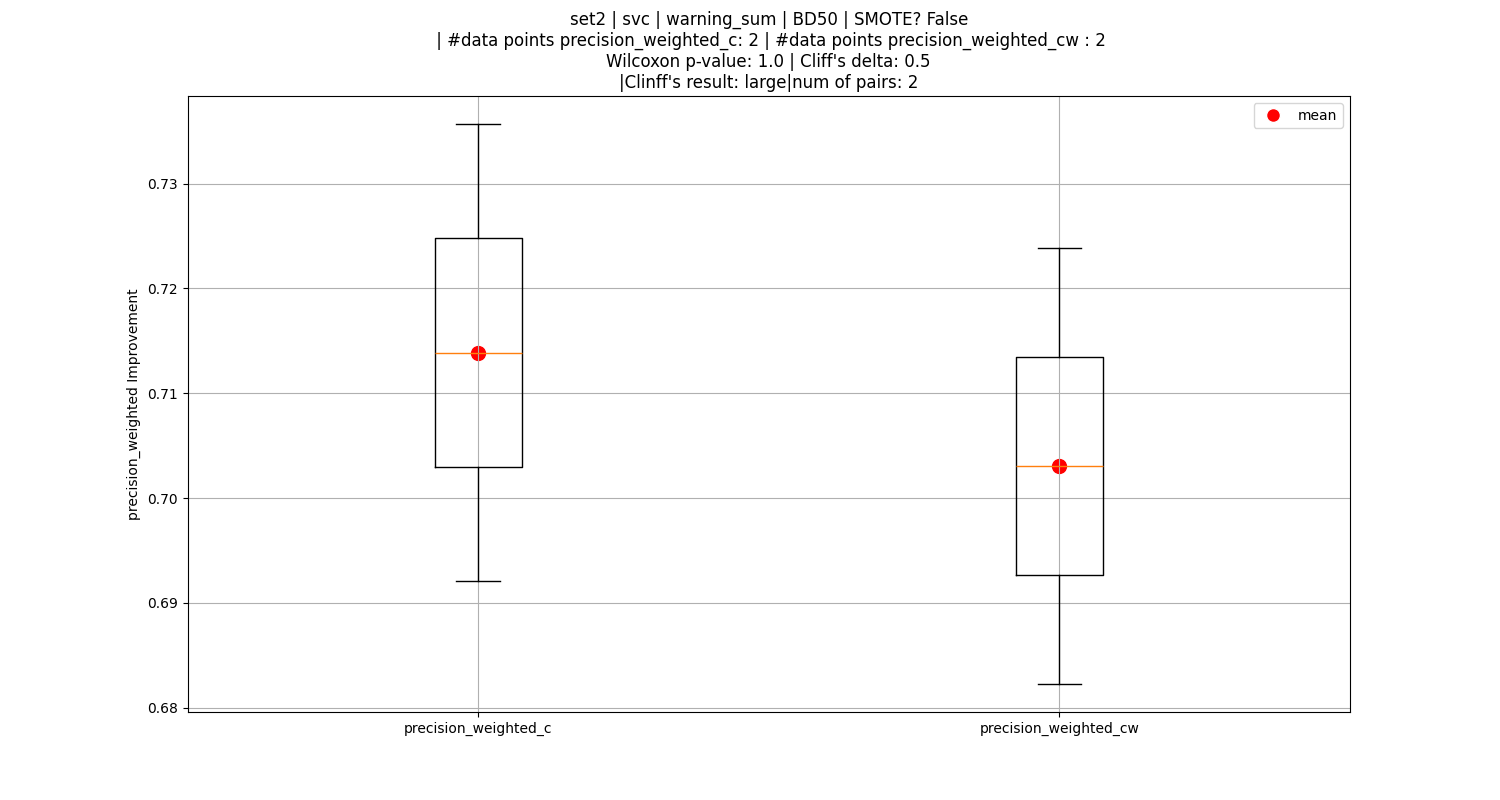 set2 | svc | warning_sum | BD50 | SMOTE? False
| #data points precision_weighted_c: 2 | #data points precision_weighted_cw : 2
Wilcoxon p-value: 1.0 | Cliff's delta: 0.5
|Clinff's result: large|num of pairs: 2
mean
0.73
0.72
0.71
0.70
0.69
0.68
precision_weighted Improvement
precision_weighted_c
precision_weighted_cw